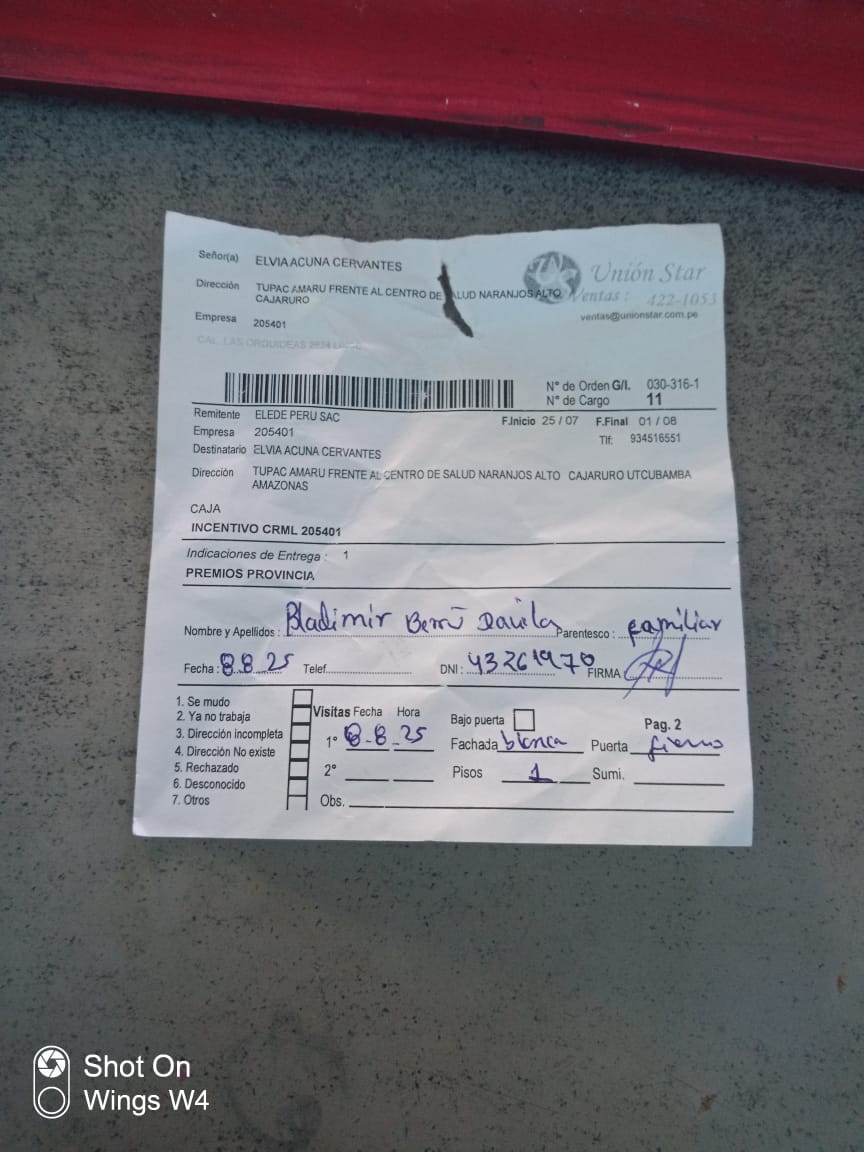 Señor(a) ELVIA ACUNA CERVANTES
Unión Star
Dirección TUPAC AMARU FRENTE AL CENTRO DE SALUD NARANJOS ALTO
CAJARURO
Ventas : 422-1053
Empresa 205401
ventas@unionstar.com.pe
CAL. LAS ORQUIDEAS
N° de Orden G/I. 030-316-1
N° de Cargo 11
Remitente ELEDE PERU SAC
F.Inicio 25 / 07 F.Final 01 / 08
Empresa 205401
Tlf: 934516551
Destinatario ELVIA ACUNA CERVANTES
Dirección TUPAC AMARU FRENTE AL CENTRO DE SALUD NARANJOS ALTO CAJARURO UTCUBAMBA
AMAZONAS
CAJA
INCENTIVO CRML 205401
Indicaciones de Entrega : 1
PREMIOS PROVINCIA
Nombre y Apellidos : Bladimir Berrú Davila Parentesco : familiar
Fecha : 8.8.25 Telef. DNI : 43261970 FIRMA
1. Se mudo
2. Ya no trabaja
3. Dirección incompleta
4. Dirección No existe
5. Rechazado
6. Desconocido
7. Otros
Visitas Fecha Hora
1° 8.8.25
2°
Obs.
Bajo puerta
Pag. 2
Fachada blanca Puerta fierro
Pisos 1 Sumi.
Shot On
Wings W4